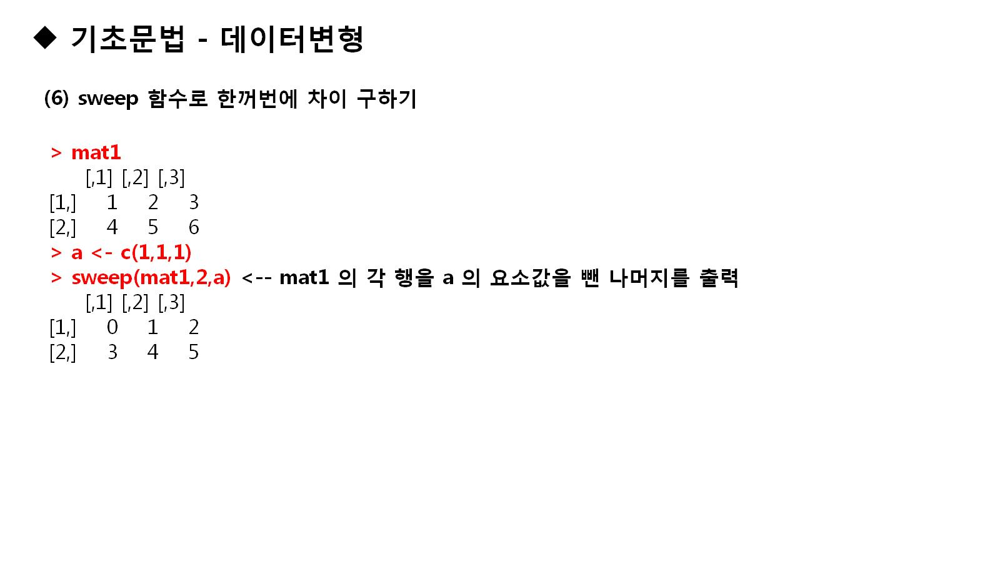 ◆ 기초문법 - 데이터변형
(6) sweep 함수로 한꺼번에 차이 구하기
> mat1
[,1] [,2] [,3]
[1,] 1 2 3
[2,] 4 5 6
> a <- c(1,1,1)
> sweep(mat1,2,a) <-- mat1 의 각 행을 a 의 요소값을 뺀 나머지를 출력
[,1] [,2] [,3]
[1,] 0 1 2
[2,] 3 4 5